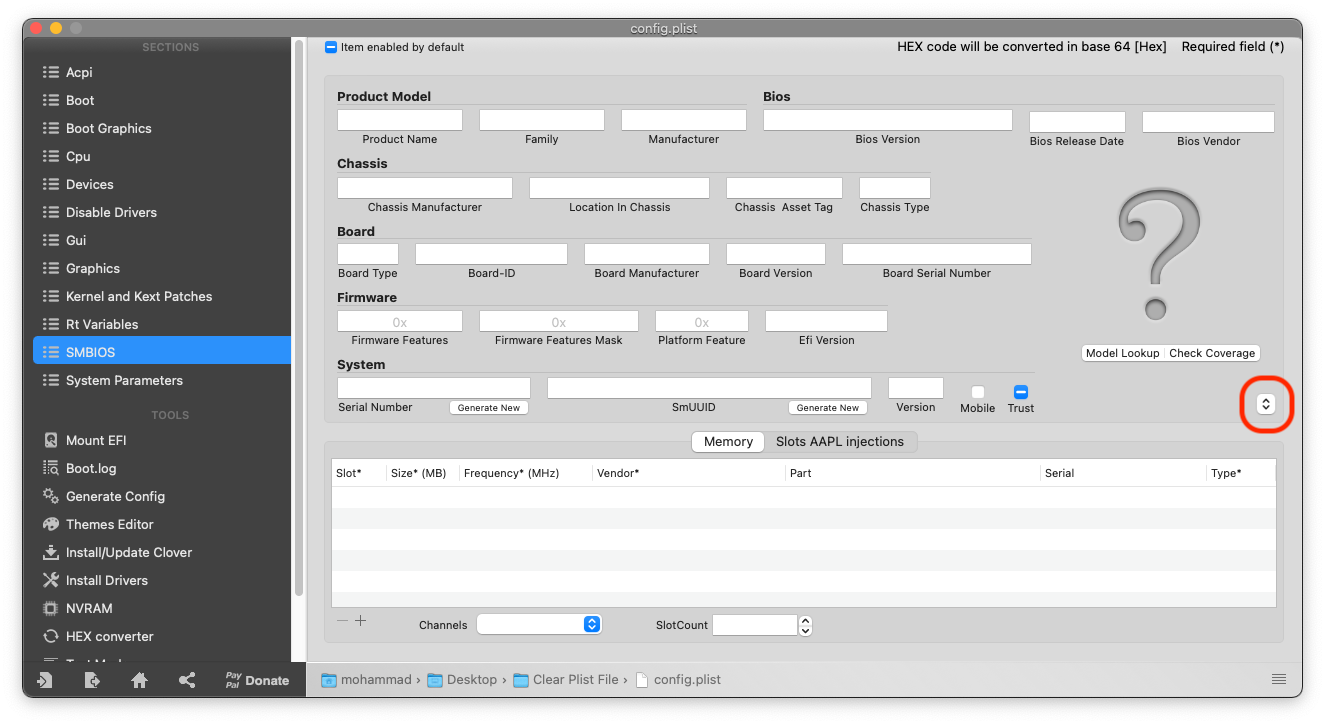 config.plist
SECTIONS
Acpi
Boot
Boot Graphics
Cpu
Devices
Disable Drivers
Gui
Graphics
Kernel and Kext Patches
Rt Variables
SMBIOS
System Parameters
TOOLS
Mount EFI
Boot.log
Generate Config
Themes Editor
Install/Update Clover
Install Drivers
NVRAM
HEX converter
Pay
Pal Donate
Item enabled by default HEX code will be converted in base 64 [Hex] Required field (*)
Product Model Bios
Product Name Family Manufacturer Bios Version Bios Release Date Bios Vendor
Chassis
Chassis Manufacturer Location In Chassis Chassis Asset Tag Chassis Type
Board
Board Type Board-ID Board Manufacturer Board Version Board Serial Number
Firmware
0x 0x 0x
Firmware Features Firmware Features Mask Platform Feature Efi Version
?
Model Lookup Check Coverage
System
Serial Number Generate New SmUUID Generate New Version Mobile Trust
Memory Slots AAPL injections
Slot* Size* (MB) Frequency* (MHz) Vendor* Part Serial Type*
Channels SlotCount
mohammad › Desktop › Clear Plist File › config.plist